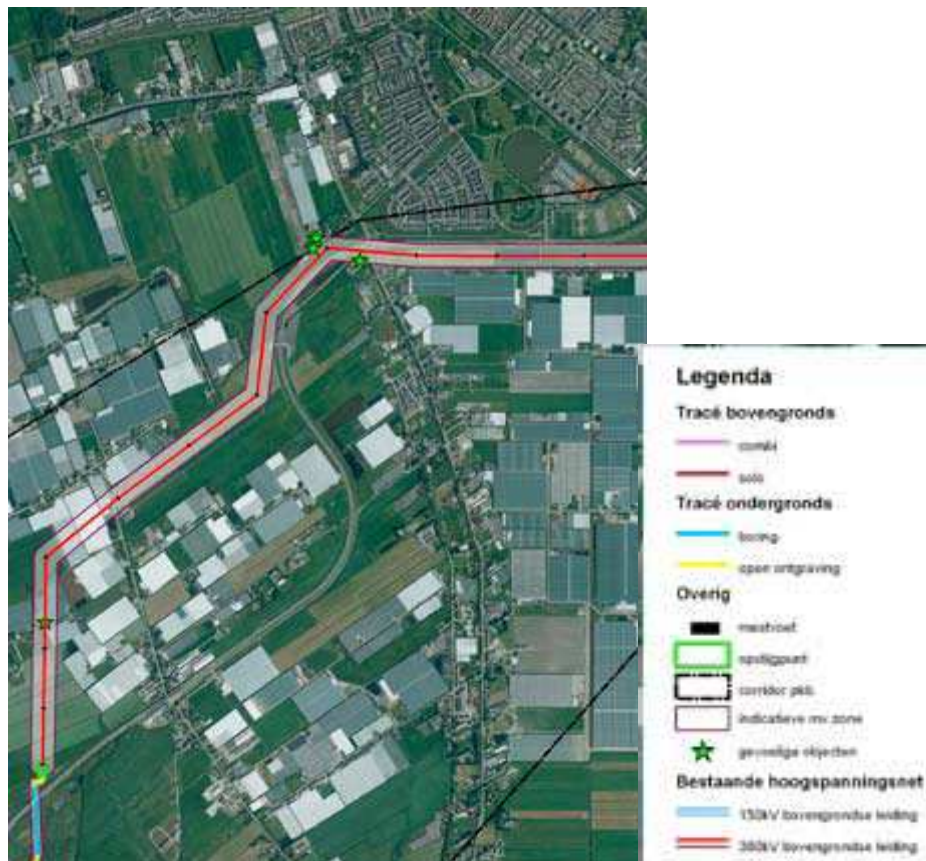 Legenda
Tracé bovengronds
combi
solo
Tracé ondergronds
boring
open ontgraving
Overig
mastvoet
opstijgpunt
corridor pkb
indicatieve mv zone
gevoelige objecten
Bestaande hoogspanningsnet
150kV bovengrondse leiding
380kV bovengrondse leiding